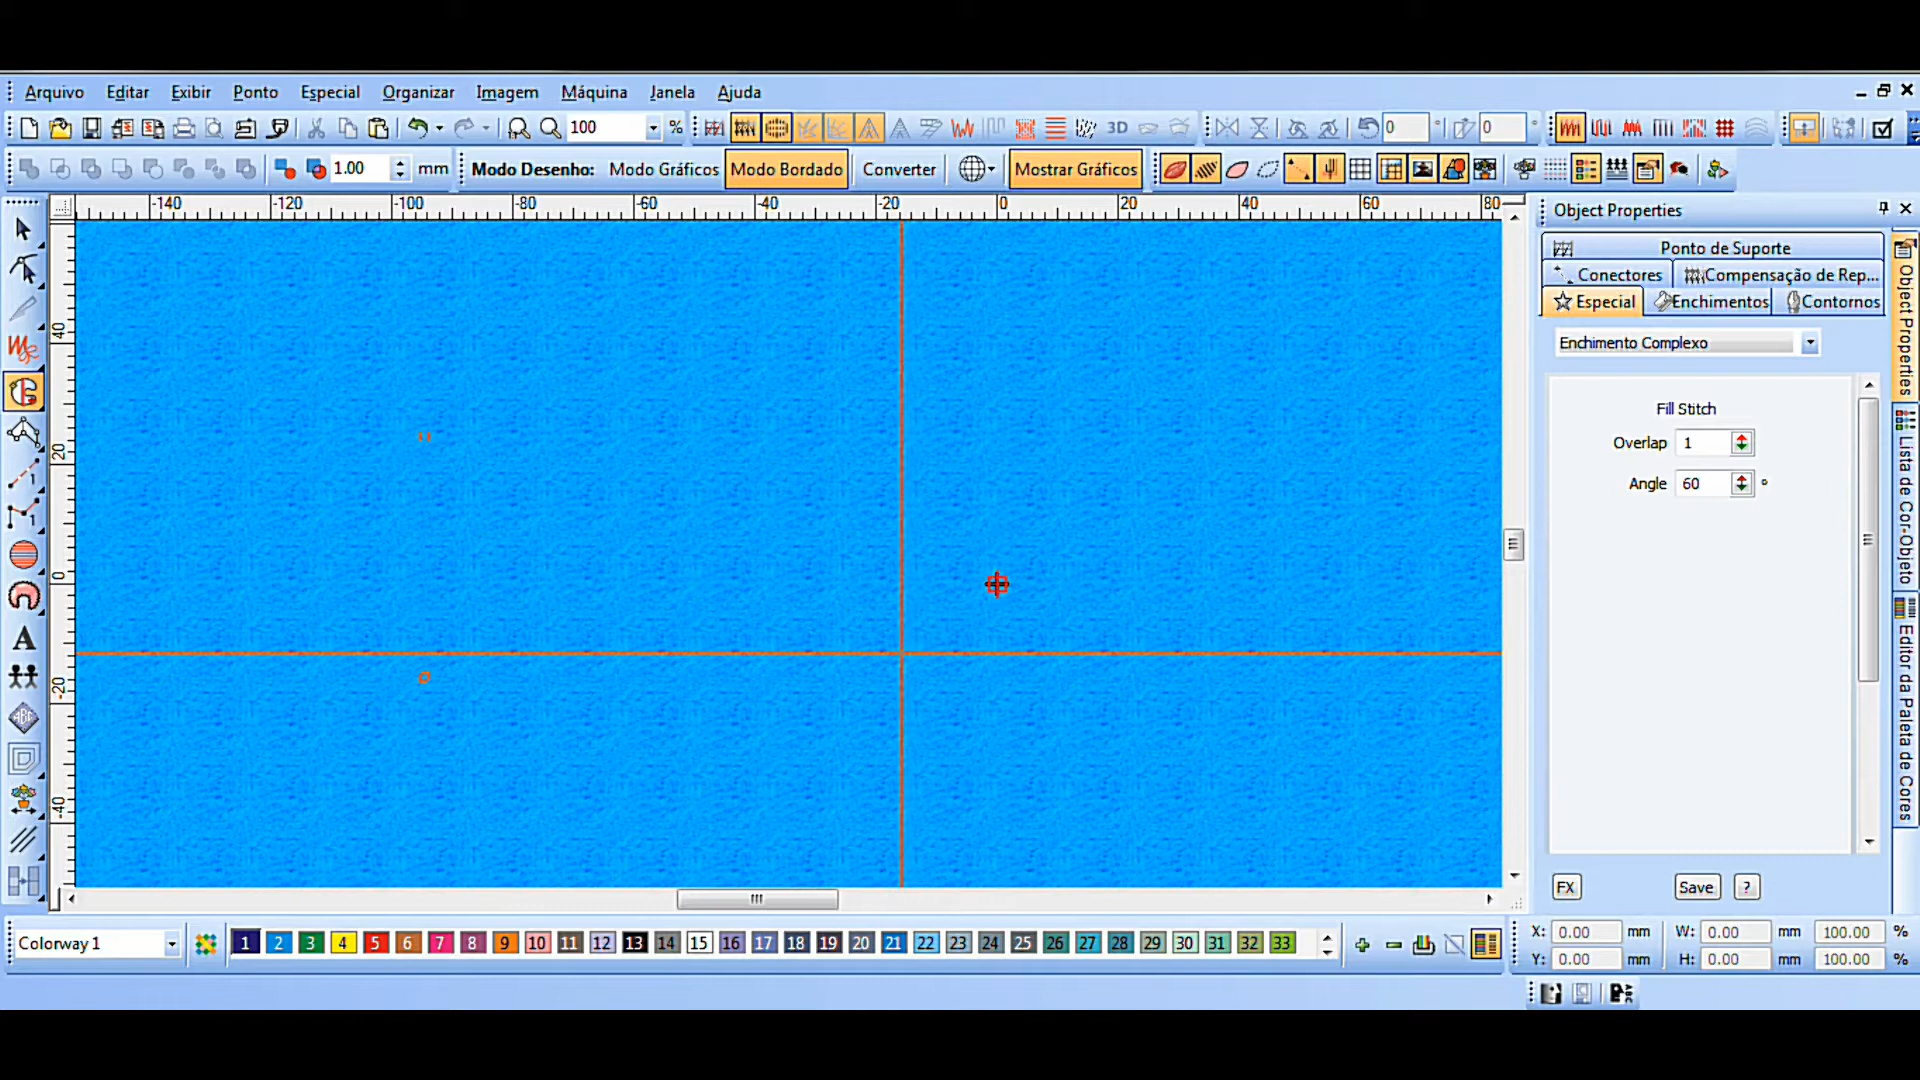 Arquivo Editar Exibir Ponto Especial Organizar Imagem Máquina Janela Ajuda
100 % 3D 0 ° 0 °
1.00 mm Modo Desenho: Modo Gráficos Modo Bordado Converter Mostrar Gráficos
-140 -120 -100 -80 -60 -40 -20 0 20 40 60 80
40
20
0
-20
-40
1
1
A
ABC
Object Properties
Ponto de Suporte
Conectores Compensação de Rep...
Especial Enchimentos Contornos
Enchimento Complexo
Fill Stitch
Overlap 1
Angle 60 °
FX Save ?
Object Properties
Lista de Cor-Objeto
Editor da Paleta de Cores
Colorway 1 1 2 3 4 5 6 7 8 9 10 11 12 13 14 15 16 17 18 19 20 21 22 23 24 25 26 27 28 29 30 31 32 33
X: 0.00 mm W: 0.00 mm 100.00 %
Y: 0.00 mm H: 0.00 mm 100.00 %